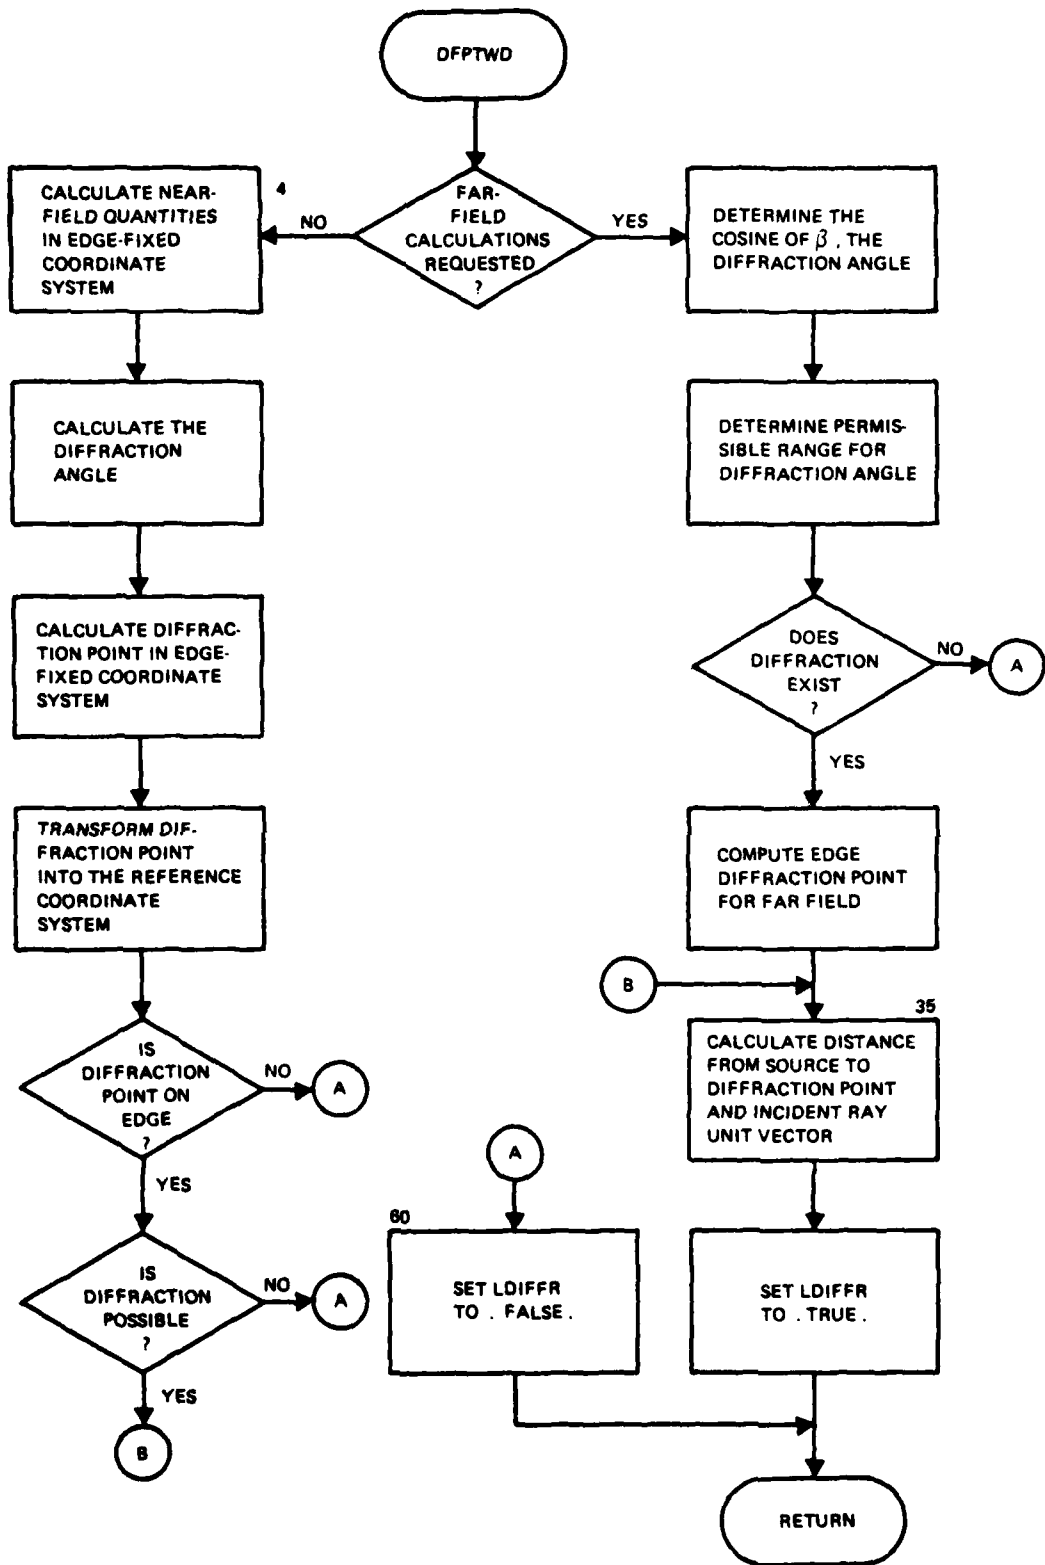 DFPTWD
FAR-
FIELD
CALCULATIONS
REQUESTED
?
NO
YES
4
CALCULATE NEAR-
FIELD QUANTITIES
IN EDGE-FIXED
COORDINATE
SYSTEM
CALCULATE THE
DIFFRACTION
ANGLE
CALCULATE DIFFRAC-
TION POINT IN EDGE-
FIXED COORDINATE
SYSTEM
TRANSFORM DIF-
FRACTION POINT
INTO THE REFERENCE
COORDINATE
SYSTEM
IS
DIFFRACTION
POINT ON
EDGE
?
NO
A
YES
IS
DIFFRACTION
POSSIBLE
?
NO
A
YES
B
DETERMINE THE
COSINE OF β, THE
DIFFRACTION ANGLE
DETERMINE PERMIS-
SIBLE RANGE FOR
DIFFRACTION ANGLE
DOES
DIFFRACTION
EXIST
?
NO
A
YES
COMPUTE EDGE
DIFFRACTION POINT
FOR FAR FIELD
B
35
CALCULATE DISTANCE
FROM SOURCE TO
DIFFRACTION POINT
AND INCIDENT RAY
UNIT VECTOR
A
60
SET LDIFFR
TO . FALSE .
SET LDIFFR
TO . TRUE .
RETURN